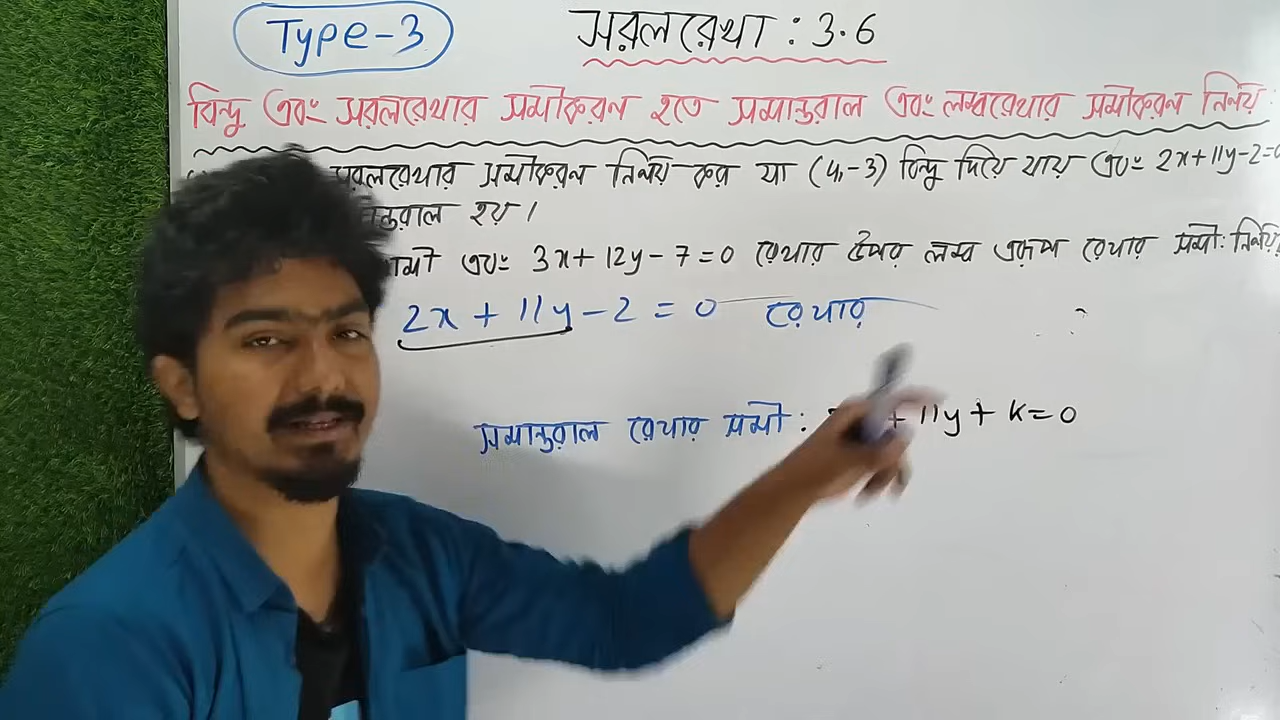 Type-3
সরলরেখা : 3.6
বিন্দু এবং সরলরেখার সমীকরণ হতে সমান্তরাল এবং লম্বরেখার সমীকরণ নির্ণয়
সরলরেখার সমীকরণ নির্ণয় কর যা (4, -3) বিন্দু দিয়ে যায় এবং 2x+11y-2=0
হয়।
এবং 3x+12y-7=0 রেখার উপর লম্ব এরূপ রেখার সমী: নির্ণয়
2x + 11y - 2 = 0 রেখার
সমান্তরাল রেখার সমী: + 11y + k = 0